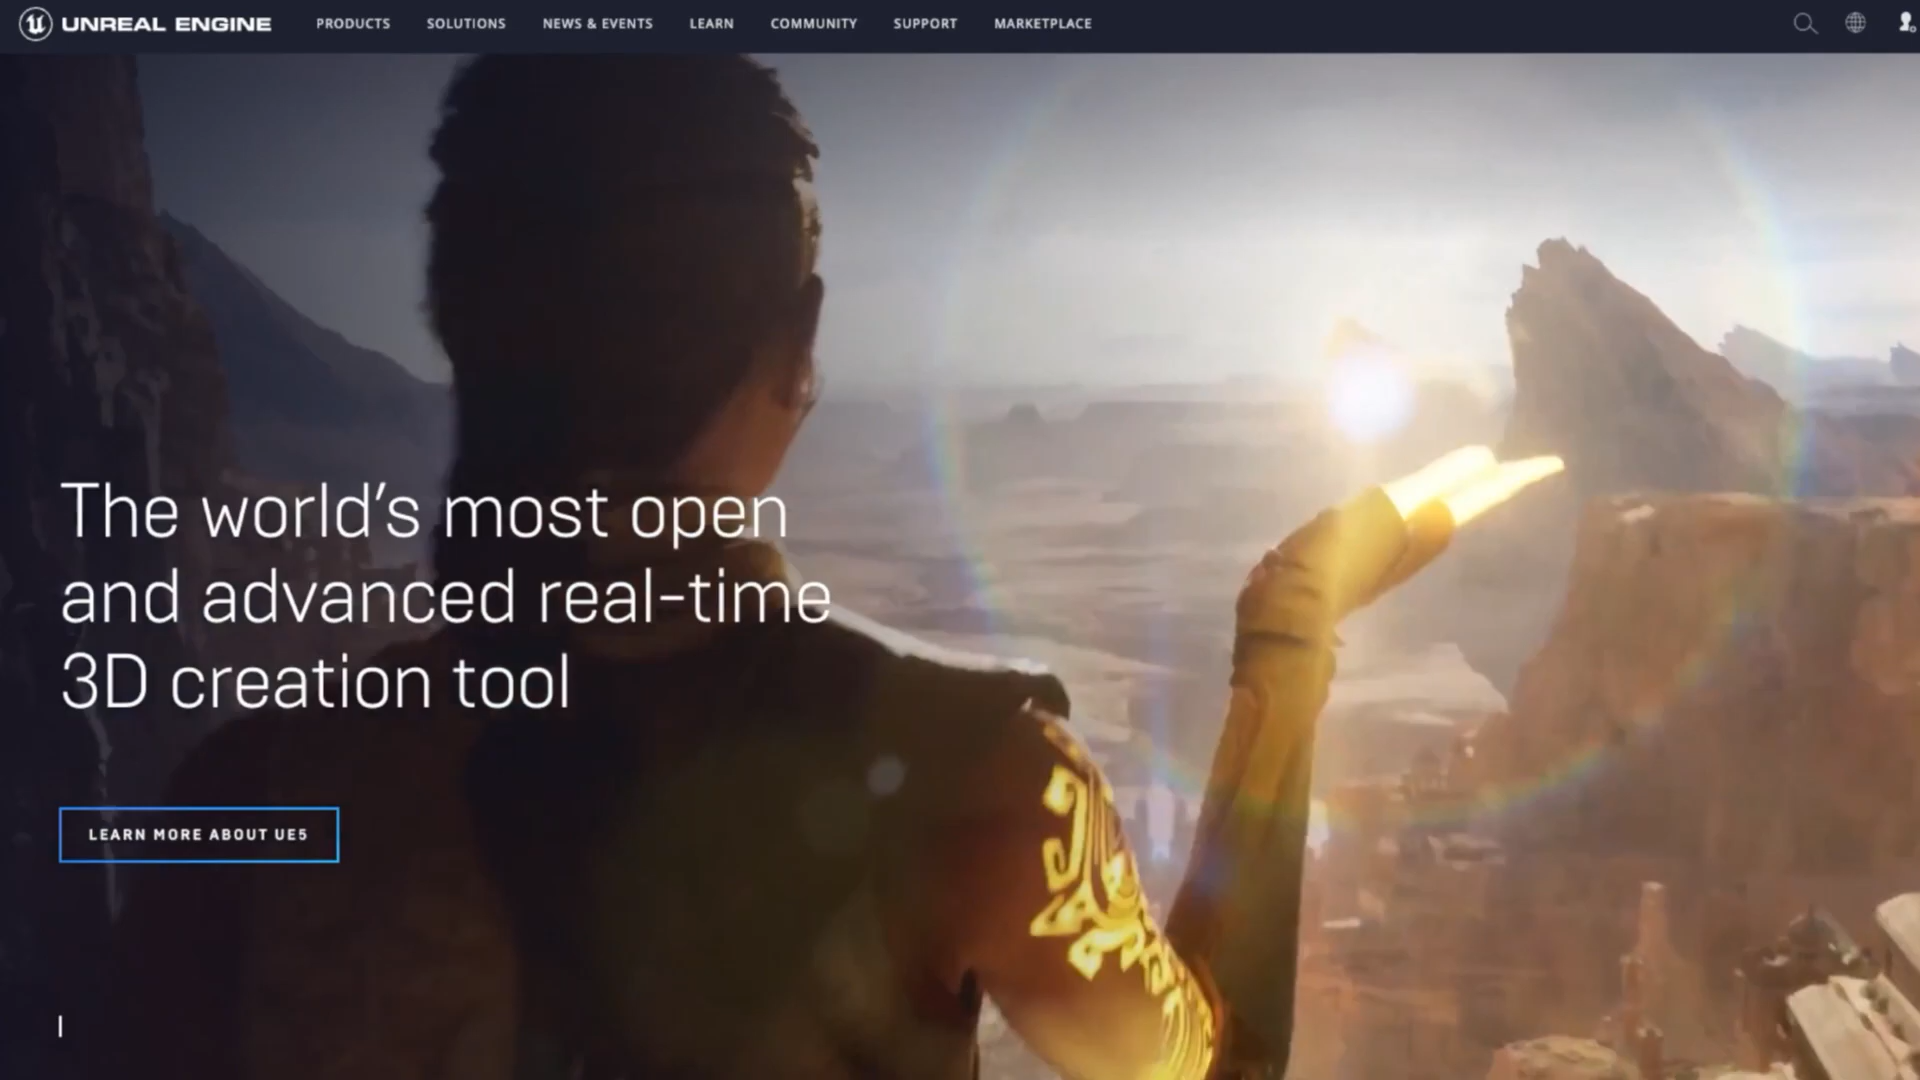 UNREAL ENGINE
PRODUCTS SOLUTIONS NEWS & EVENTS LEARN COMMUNITY SUPPORT MARKETPLACE
The world's most open
and advanced real-time
3D creation tool
LEARN MORE ABOUT UE5